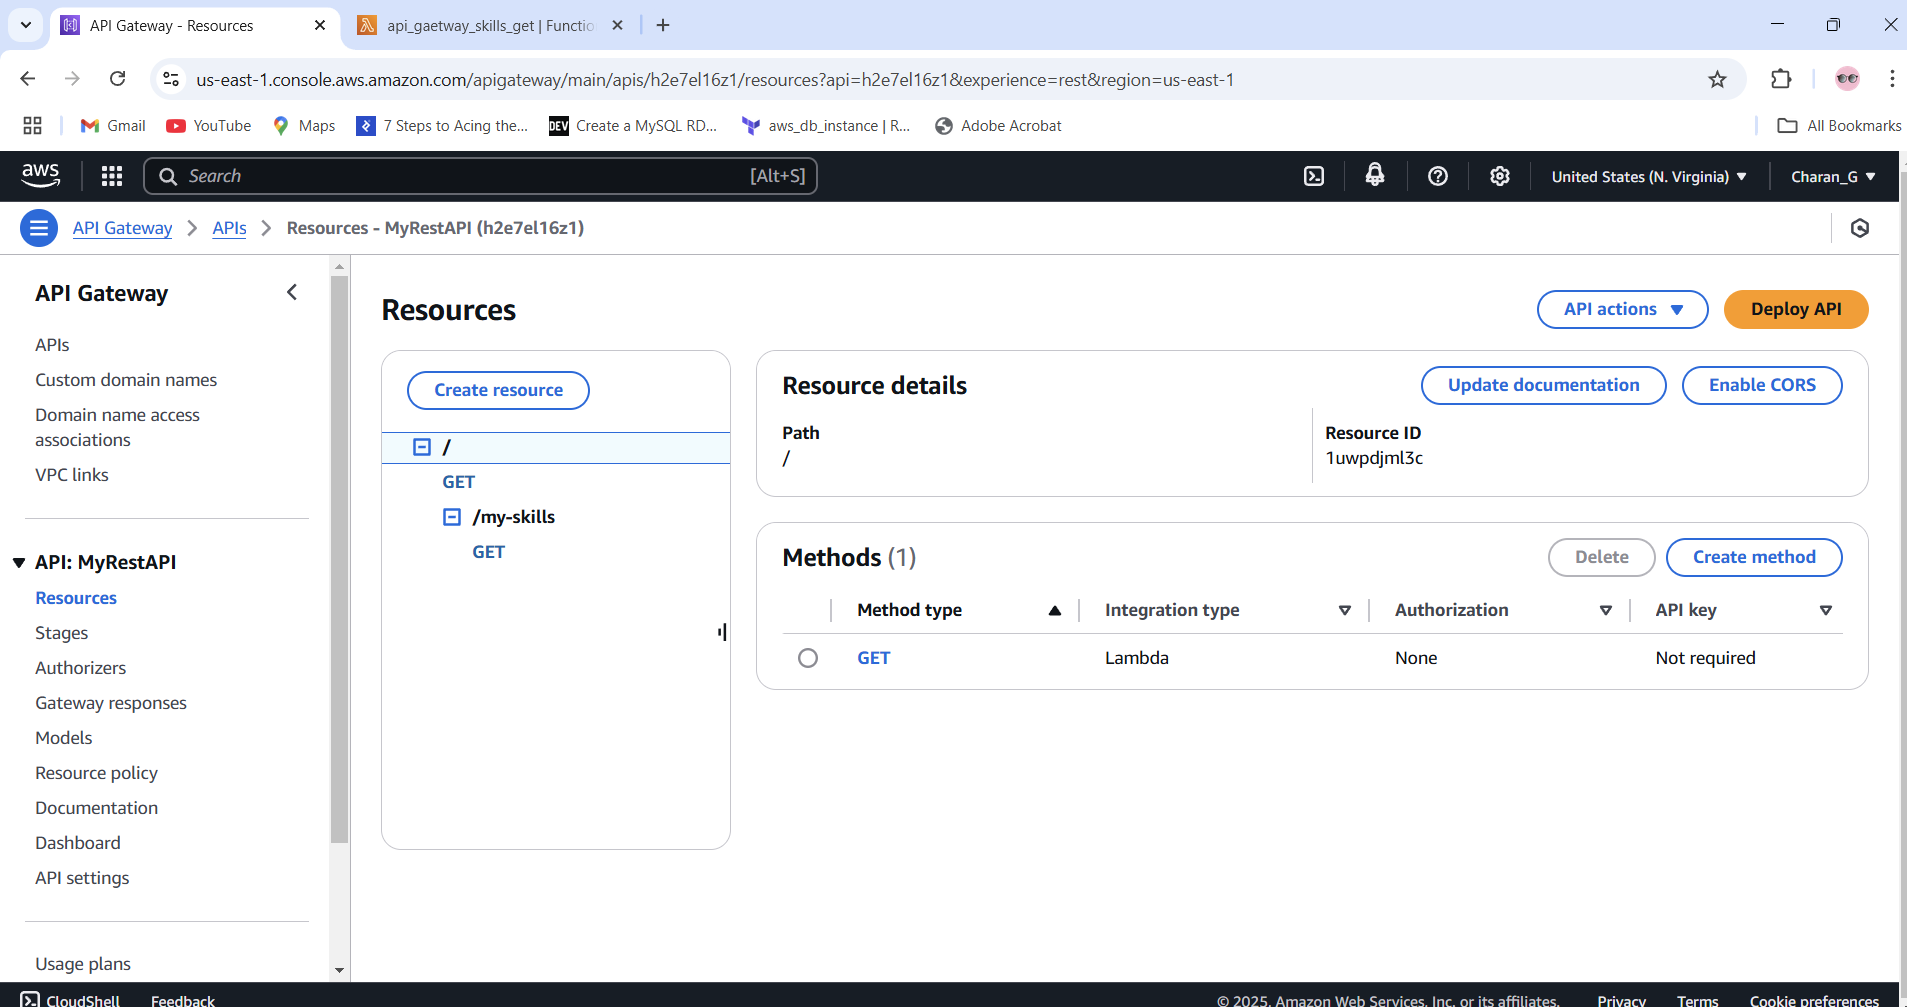 API Gateway - Resources
api_gaetway_skills_get | Functio
us-east-1.console.aws.amazon.com/apigateway/main/apis/h2e7el16z1/resources?api=h2e7el16z1&experience=rest&region=us-east-1
Gmail
YouTube
Maps
7 Steps to Acing the...
DEV
Create a MySQL RD...
aws_db_instance | R...
Adobe Acrobat
All Bookmarks
aws
Search
[Alt+S]
United States (N. Virginia)
Charan_G
API Gateway
APIs
Resources - MyRestAPI (h2e7el16z1)
API Gateway
APIs
Custom domain names
Domain name access
associations
VPC links
API: MyRestAPI
Resources
Stages
Authorizers
Gateway responses
Models
Resource policy
Documentation
Dashboard
API settings
Usage plans
Resources
API actions
Deploy API
Create resource
/
GET
/my-skills
GET
Resource details
Update documentation
Enable CORS
Path
/
Resource ID
1uwpdjml3c
Methods (1)
Delete
Create method
Method type
Integration type
Authorization
API key
GET
Lambda
None
Not required
CloudShell
Feedback
© 2025, Amazon Web Services, Inc. or its affiliates.
Privacy
Terms
Cookie preferences